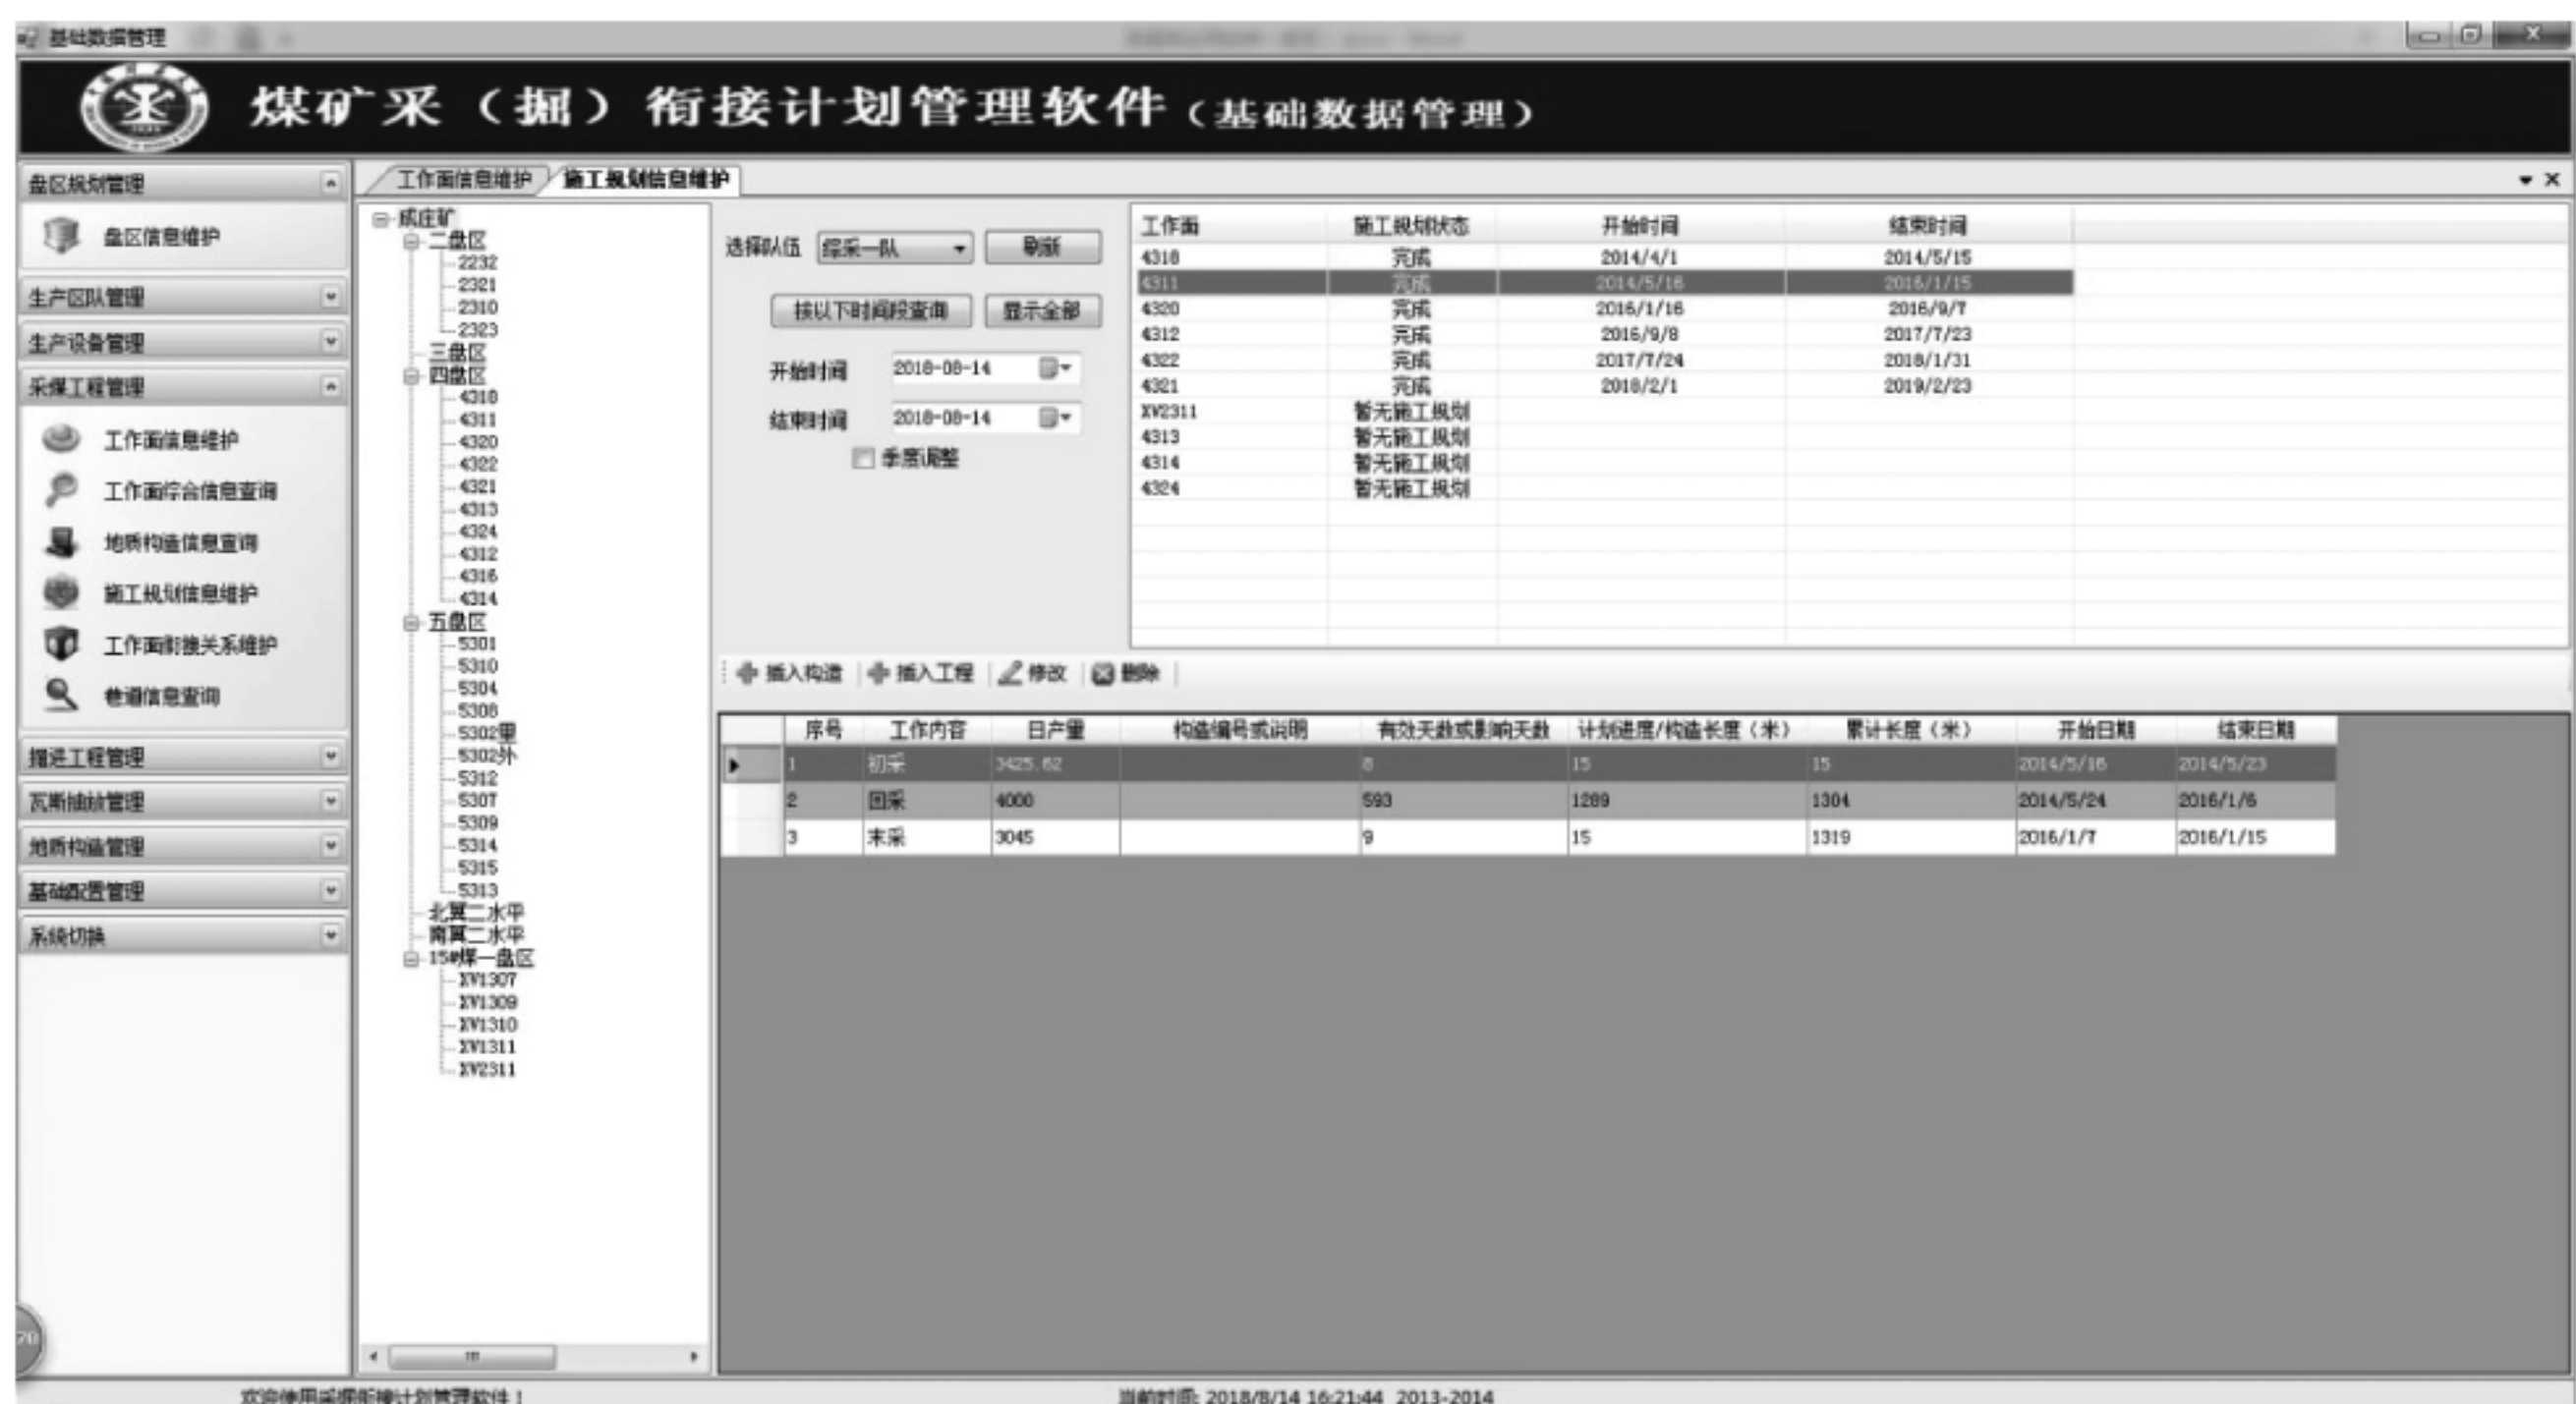 基础数据管理
煤矿采（掘）衔接计划管理软件（基础数据管理）
盘区规划管理
盘区信息维护
生产区队管理
生产设备管理
采煤工程管理
工作面信息维护
工作面综合信息查询
地质构造信息查询
施工规划信息维护
工作面衔接关系维护
巷道信息查询
掘进工程管理
瓦斯抽放管理
地质构造管理
基础配置管理
系统切换
工作面信息维护 施工规划信息维护
成庄矿
二盘区
2232
2321
2310
2323
三盘区
四盘区
4318
4311
4320
4322
4321
4313
4324
4312
4316
4314
五盘区
5301
5310
5304
5308
5302里
5302外
5312
5307
5309
5314
5315
5313
北翼二水平
南翼二水平
15#煤一盘区
XV1307
XV1309
XV1310
XV1311
XV2311
选择队伍 综采一队 刷新
按以下时间段查询 显示全部
开始时间 2018-08-14
结束时间 2018-08-14
季度调整
工作面 施工规划状态 开始时间 结束时间
4318 完成 2014/4/1 2014/5/15
4311 完成 2014/5/16 2016/1/15
4320 完成 2016/1/16 2016/9/7
4312 完成 2016/9/8 2017/7/23
4322 完成 2017/7/24 2018/1/31
4321 完成 2018/2/1 2019/2/23
XV2311 暂无施工规划
4313 暂无施工规划
4314 暂无施工规划
4324 暂无施工规划
插入构造 插入工程 修改 删除
序号 工作内容 日产量 构造编号或说明 有效天数或影响天数 计划进度/构造长度（米） 累计长度（米） 开始日期 结束日期
1 初采 3425.62 8 15 15 2014/5/16 2014/5/23
2 回采 4000 593 1289 1304 2014/5/24 2016/1/6
3 末采 3045 9 15 1319 2016/1/7 2016/1/15
欢迎使用采掘衔接计划管理软件！
当前时间: 2018/8/14 16:21:44 2013-2014